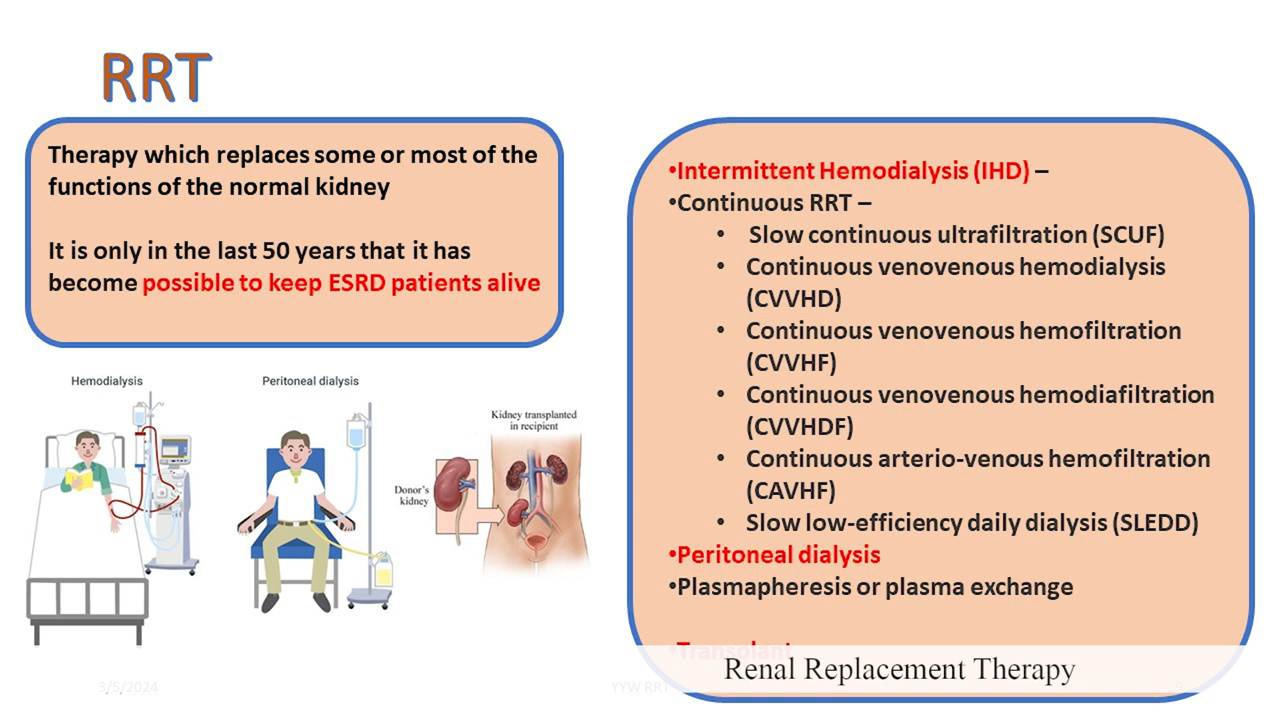 RRT
Therapy which replaces some or most of the
functions of the normal kidney
It is only in the last 50 years that it has
become possible to keep ESRD patients alive
Hemodialysis
Peritoneal dialysis
Kidney transplanted
in recipient
Donor's
kidney
•Intermittent Hemodialysis (IHD) –
•Continuous RRT –
• Slow continuous ultrafiltration (SCUF)
• Continuous venovenous hemodialysis
(CVVHD)
• Continuous venovenous hemofiltration
(CVVHF)
• Continuous venovenous hemodiafiltration
(CVVHDF)
• Continuous arterio-venous hemofiltration
(CAVHF)
• Slow low-efficiency daily dialysis (SLEDD)
•Peritoneal dialysis
•Plasmapheresis or plasma exchange
•Transplant
Renal Replacement Therapy
3/5/2024
YYW RRT